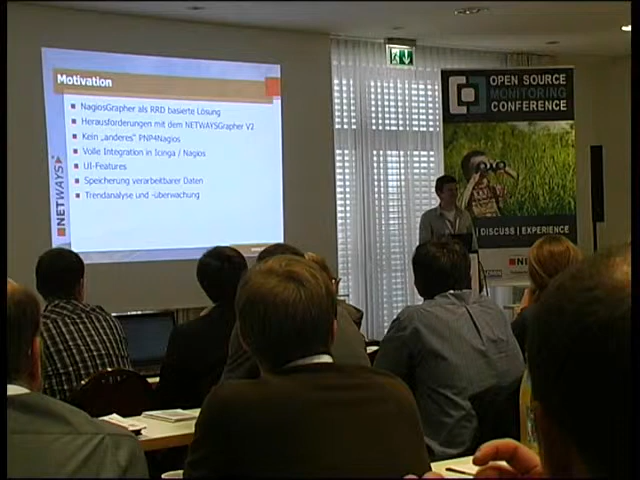 Motivation
NagiosGrapher als RRD basierte Lösung
Herausforderungen mit dem NETWAYSGrapher V2
Kein „anderes" PNP4Nagios
Volle Integration in Icinga / Nagios
UI-Features
Speicherung verarbeitbarer Daten
Trendanalyse und -überwachung
NETWAYS
OPEN SOURCE
MONITORING
CONFERENCE
| DISCUSS | EXPERIENCE